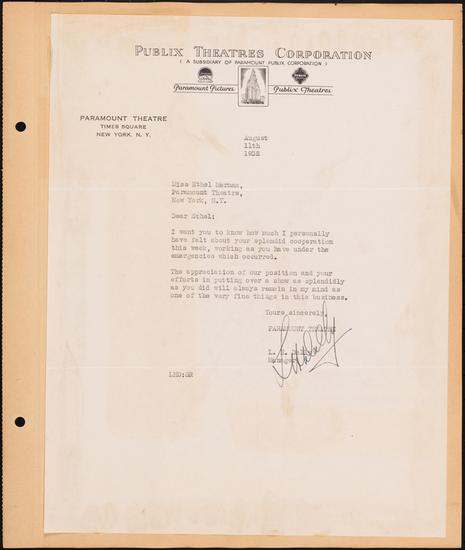 PUBLIX THEATRES CORPORATION
( A SUBSIDIARY OF PARAMOUNT PUBLIX CORPORATION )
Paramount Pictures Publix Theatres
PARAMOUNT THEATRE
TIMES SQUARE
NEW YORK, N. Y.
August
11th
1932
Miss Ethel Merman,
Paramount Theatre,
New York, N.Y.
Dear Ethel:
I want you to know how much I personally
have felt about your splendid cooperation
this week, working as you have under the
emergencies which occurred.
The appreciation of our position and your
efforts in putting over a show as splendidly
as you did will always remain in my mind as
one of the very fine things in this business.
Yours sincerely,
PARAMOUNT THEATRE
L.
Manager
LHD:SR